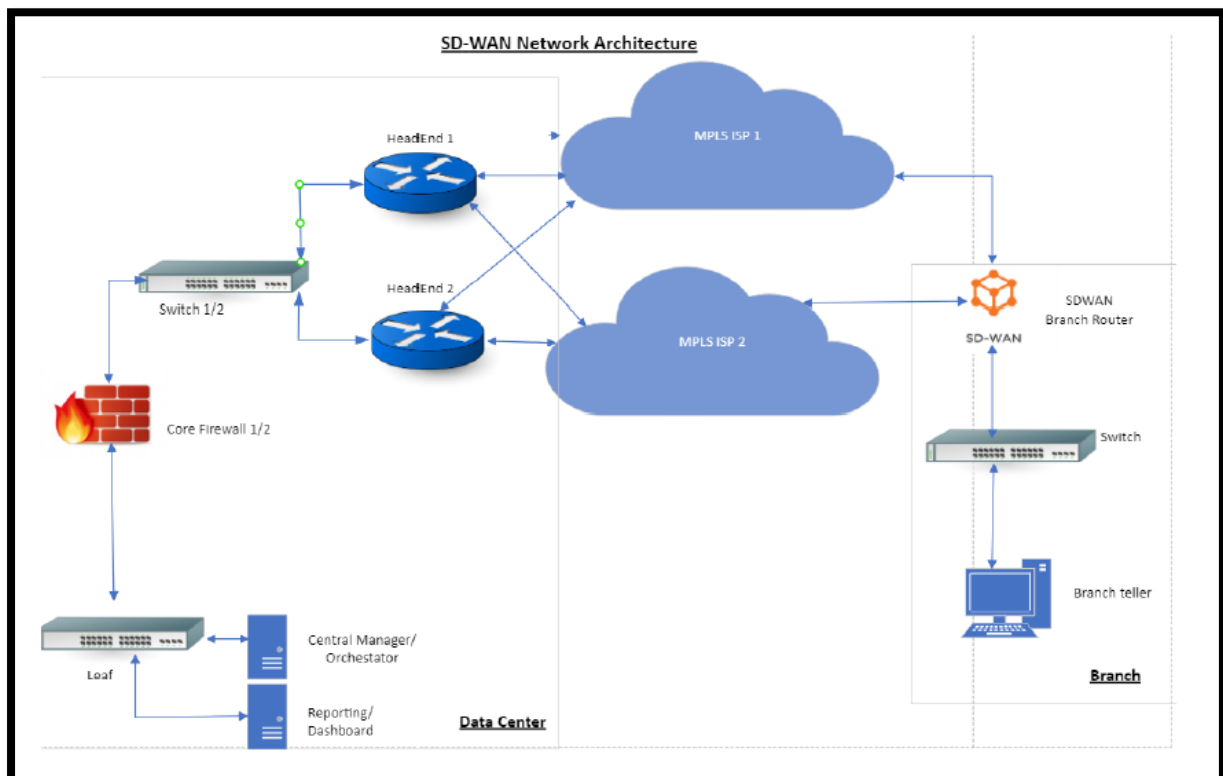 SD-WAN Network Architecture
HeadEnd 1
MPLS ISP 1
Switch 1/2
HeadEnd 2
MPLS ISP 2
SDWAN
Branch Router
SD-WAN
Core Firewall 1/2
Switch
Branch teller
Leaf
Central Manager/
Orchestator
Reporting/
Dashboard
Data Center
Branch